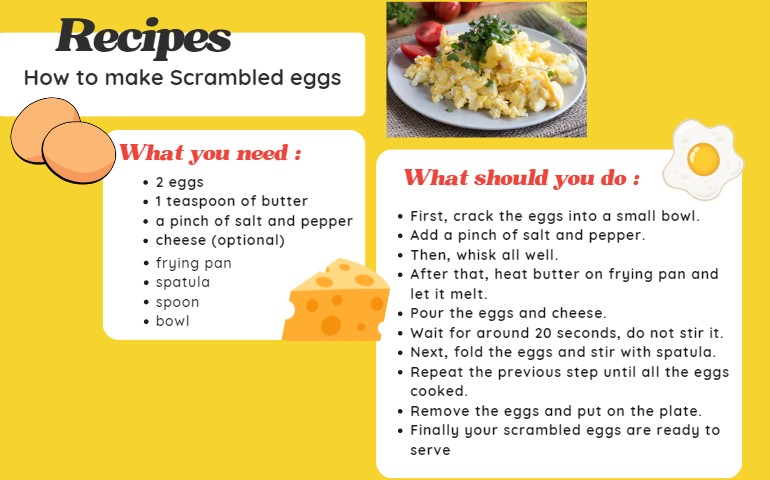 Recipes
How to make Scrambled eggs
What you need :
• 2 eggs
• 1 teaspoon of butter
• a pinch of salt and pepper
• cheese (optional)
• frying pan
• spatula
• spoon
• bowl
What should you do :
• First, crack the eggs into a small bowl.
• Add a pinch of salt and pepper.
• Then, whisk all well.
• After that, heat butter on frying pan and
let it melt.
• Pour the eggs and cheese.
• Wait for around 20 seconds, do not stir it.
• Next, fold the eggs and stir with spatula.
• Repeat the previous step until all the eggs
cooked.
• Remove the eggs and put on the plate.
• Finally your scrambled eggs are ready to
serve